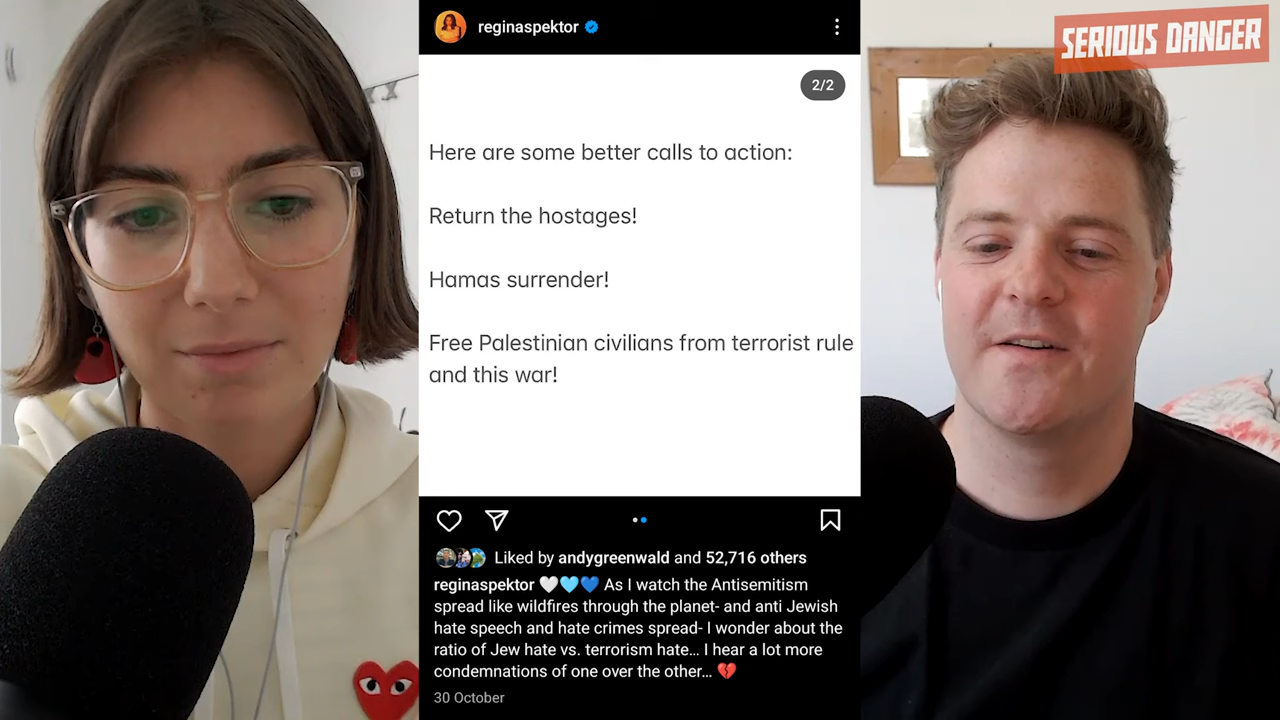 reginaspektor
SERIOUS DANGER
2/2
Here are some better calls to action:
Return the hostages!
Hamas surrender!
Free Palestinian civilians from terrorist rule
and this war!
Liked by andygreenwald and 52,716 others
reginaspektor 🤍🩵💙 As I watch the Antisemitism
spread like wildfires through the planet- and anti Jewish
hate speech and hate crimes spread- I wonder about the
ratio of Jew hate vs. terrorism hate... I hear a lot more
condemnations of one over the other... 💔
30 October